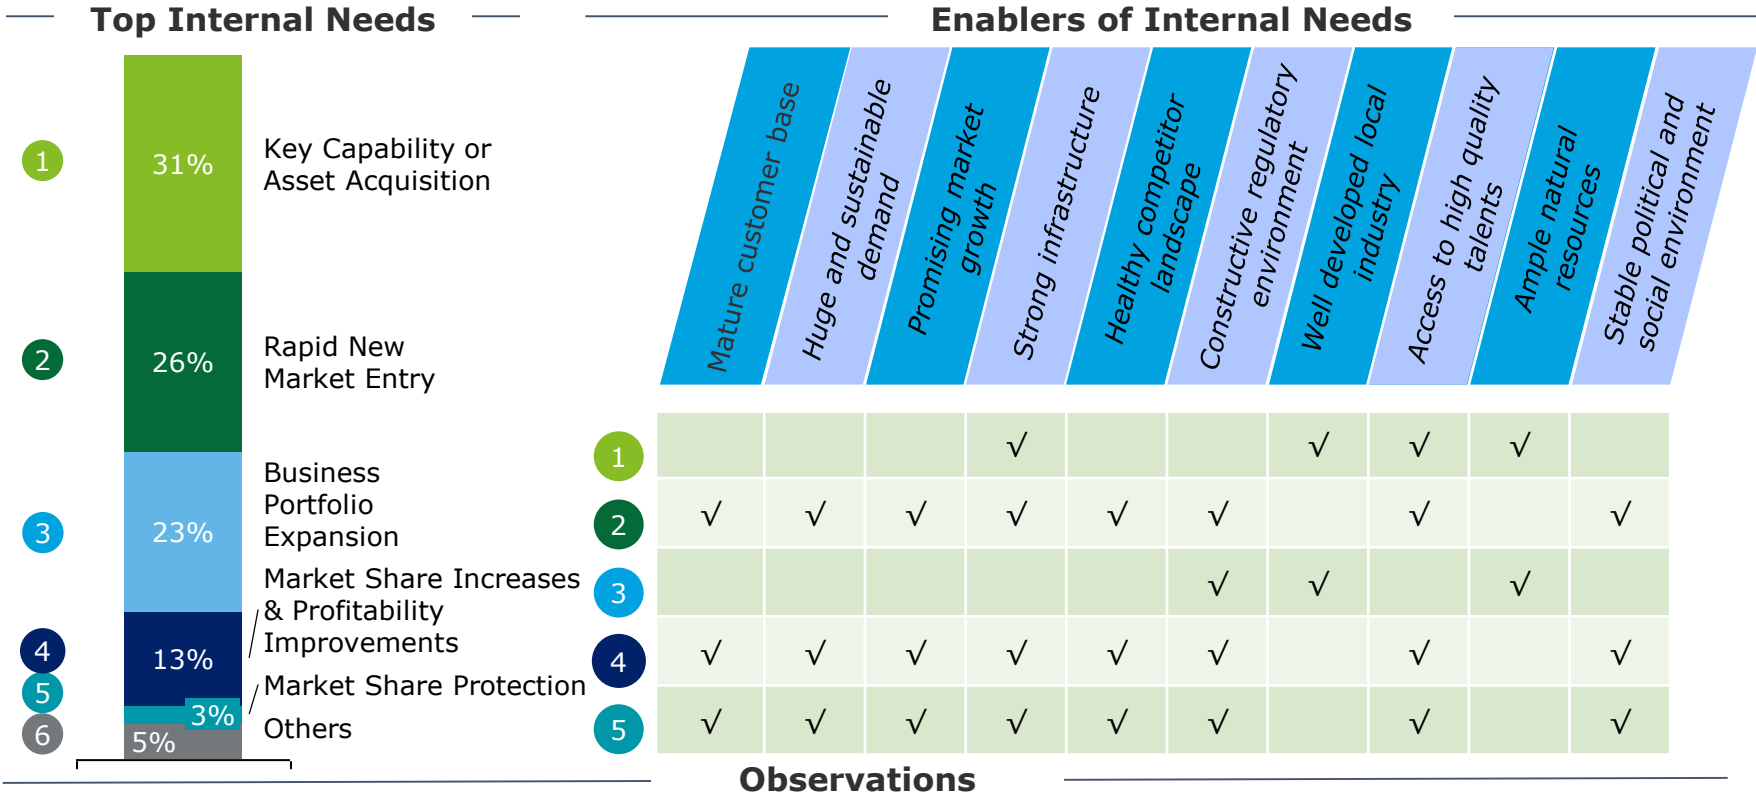 Top Internal Needs
Enablers of Internal Needs
1
31%
Key Capability or
Asset Acquisition
2
26%
Rapid New
Market Entry
3
23%
Business
Portfolio
Expansion
4
13%
Market Share Increases
& Profitability
Improvements
5
3%
Market Share Protection
6
5%
Others
Mature customer base
Huge and sustainable
demand
Promising market
growth
Strong infrastructure
Healthy competitor
landscape
Constructive regulatory
environment
Well developed local
industry
Access to high quality
talents
Ample natural
resources
Stable political and
social environment
1 √ √ √ √
2 √ √ √ √ √ √ √ √
3 √ √ √
4 √ √ √ √ √ √ √ √
5 √ √ √ √ √ √ √ √
Observations